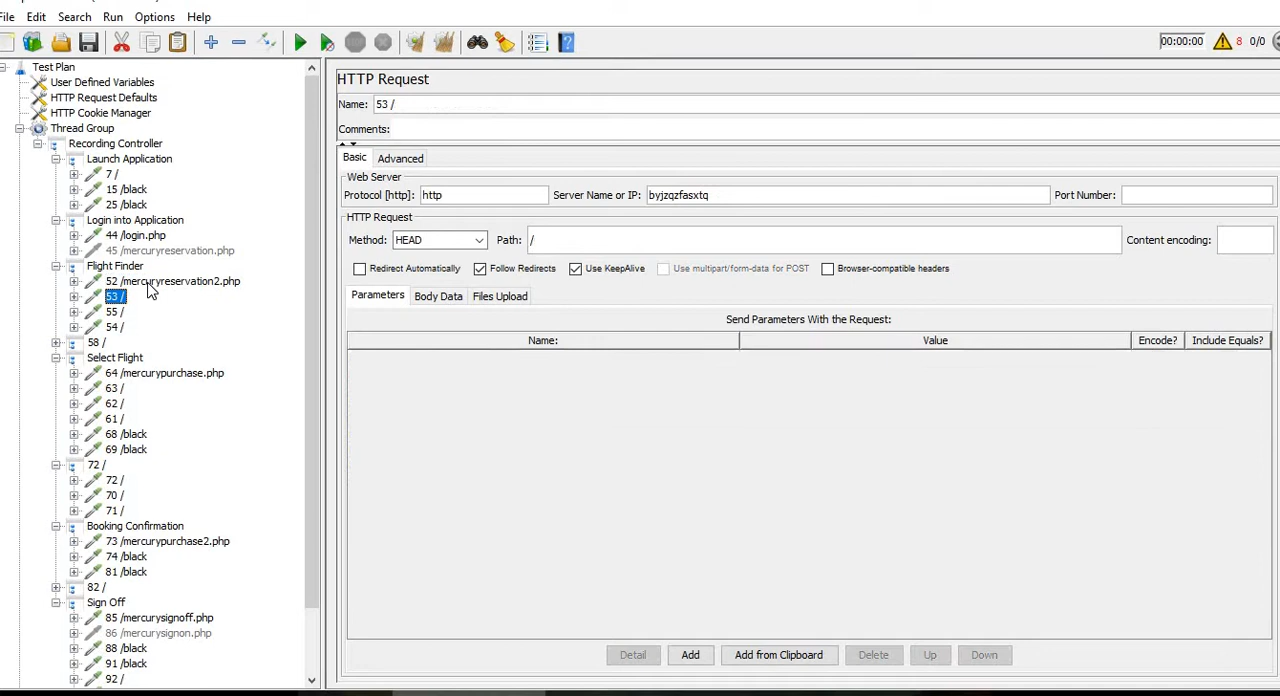 File Edit Search Run Options Help
00:00:00 8 0/0
Test Plan
User Defined Variables
HTTP Request Defaults
HTTP Cookie Manager
Thread Group
Recording Controller
Launch Application
7 /
15 /black
25 /black
Login into Application
44 /login.php
45 /mercuryreservation.php
Flight Finder
52 /mercuryreservation2.php
53 /
55 /
54 /
58 /
Select Flight
64 /mercurypurchase.php
63 /
62 /
61 /
68 /black
69 /black
72 /
72 /
70 /
71 /
Booking Confirmation
73 /mercurypurchase2.php
74 /black
81 /black
82 /
Sign Off
85 /mercurysignoff.php
86 /mercurysignon.php
88 /black
91 /black
92 /
HTTP Request
Name: 53 /
Comments:
Basic Advanced
Web Server
Protocol [http]: http Server Name or IP: byjzqzfasxtq Port Number:
HTTP Request
Method: HEAD Path: / Content encoding:
Redirect Automatically Follow Redirects Use KeepAlive Use multipart/form-data for POST Browser-compatible headers
Parameters Body Data Files Upload
Send Parameters With the Request:
Name: Value Encode? Include Equals?
Detail Add Add from Clipboard Delete Up Down